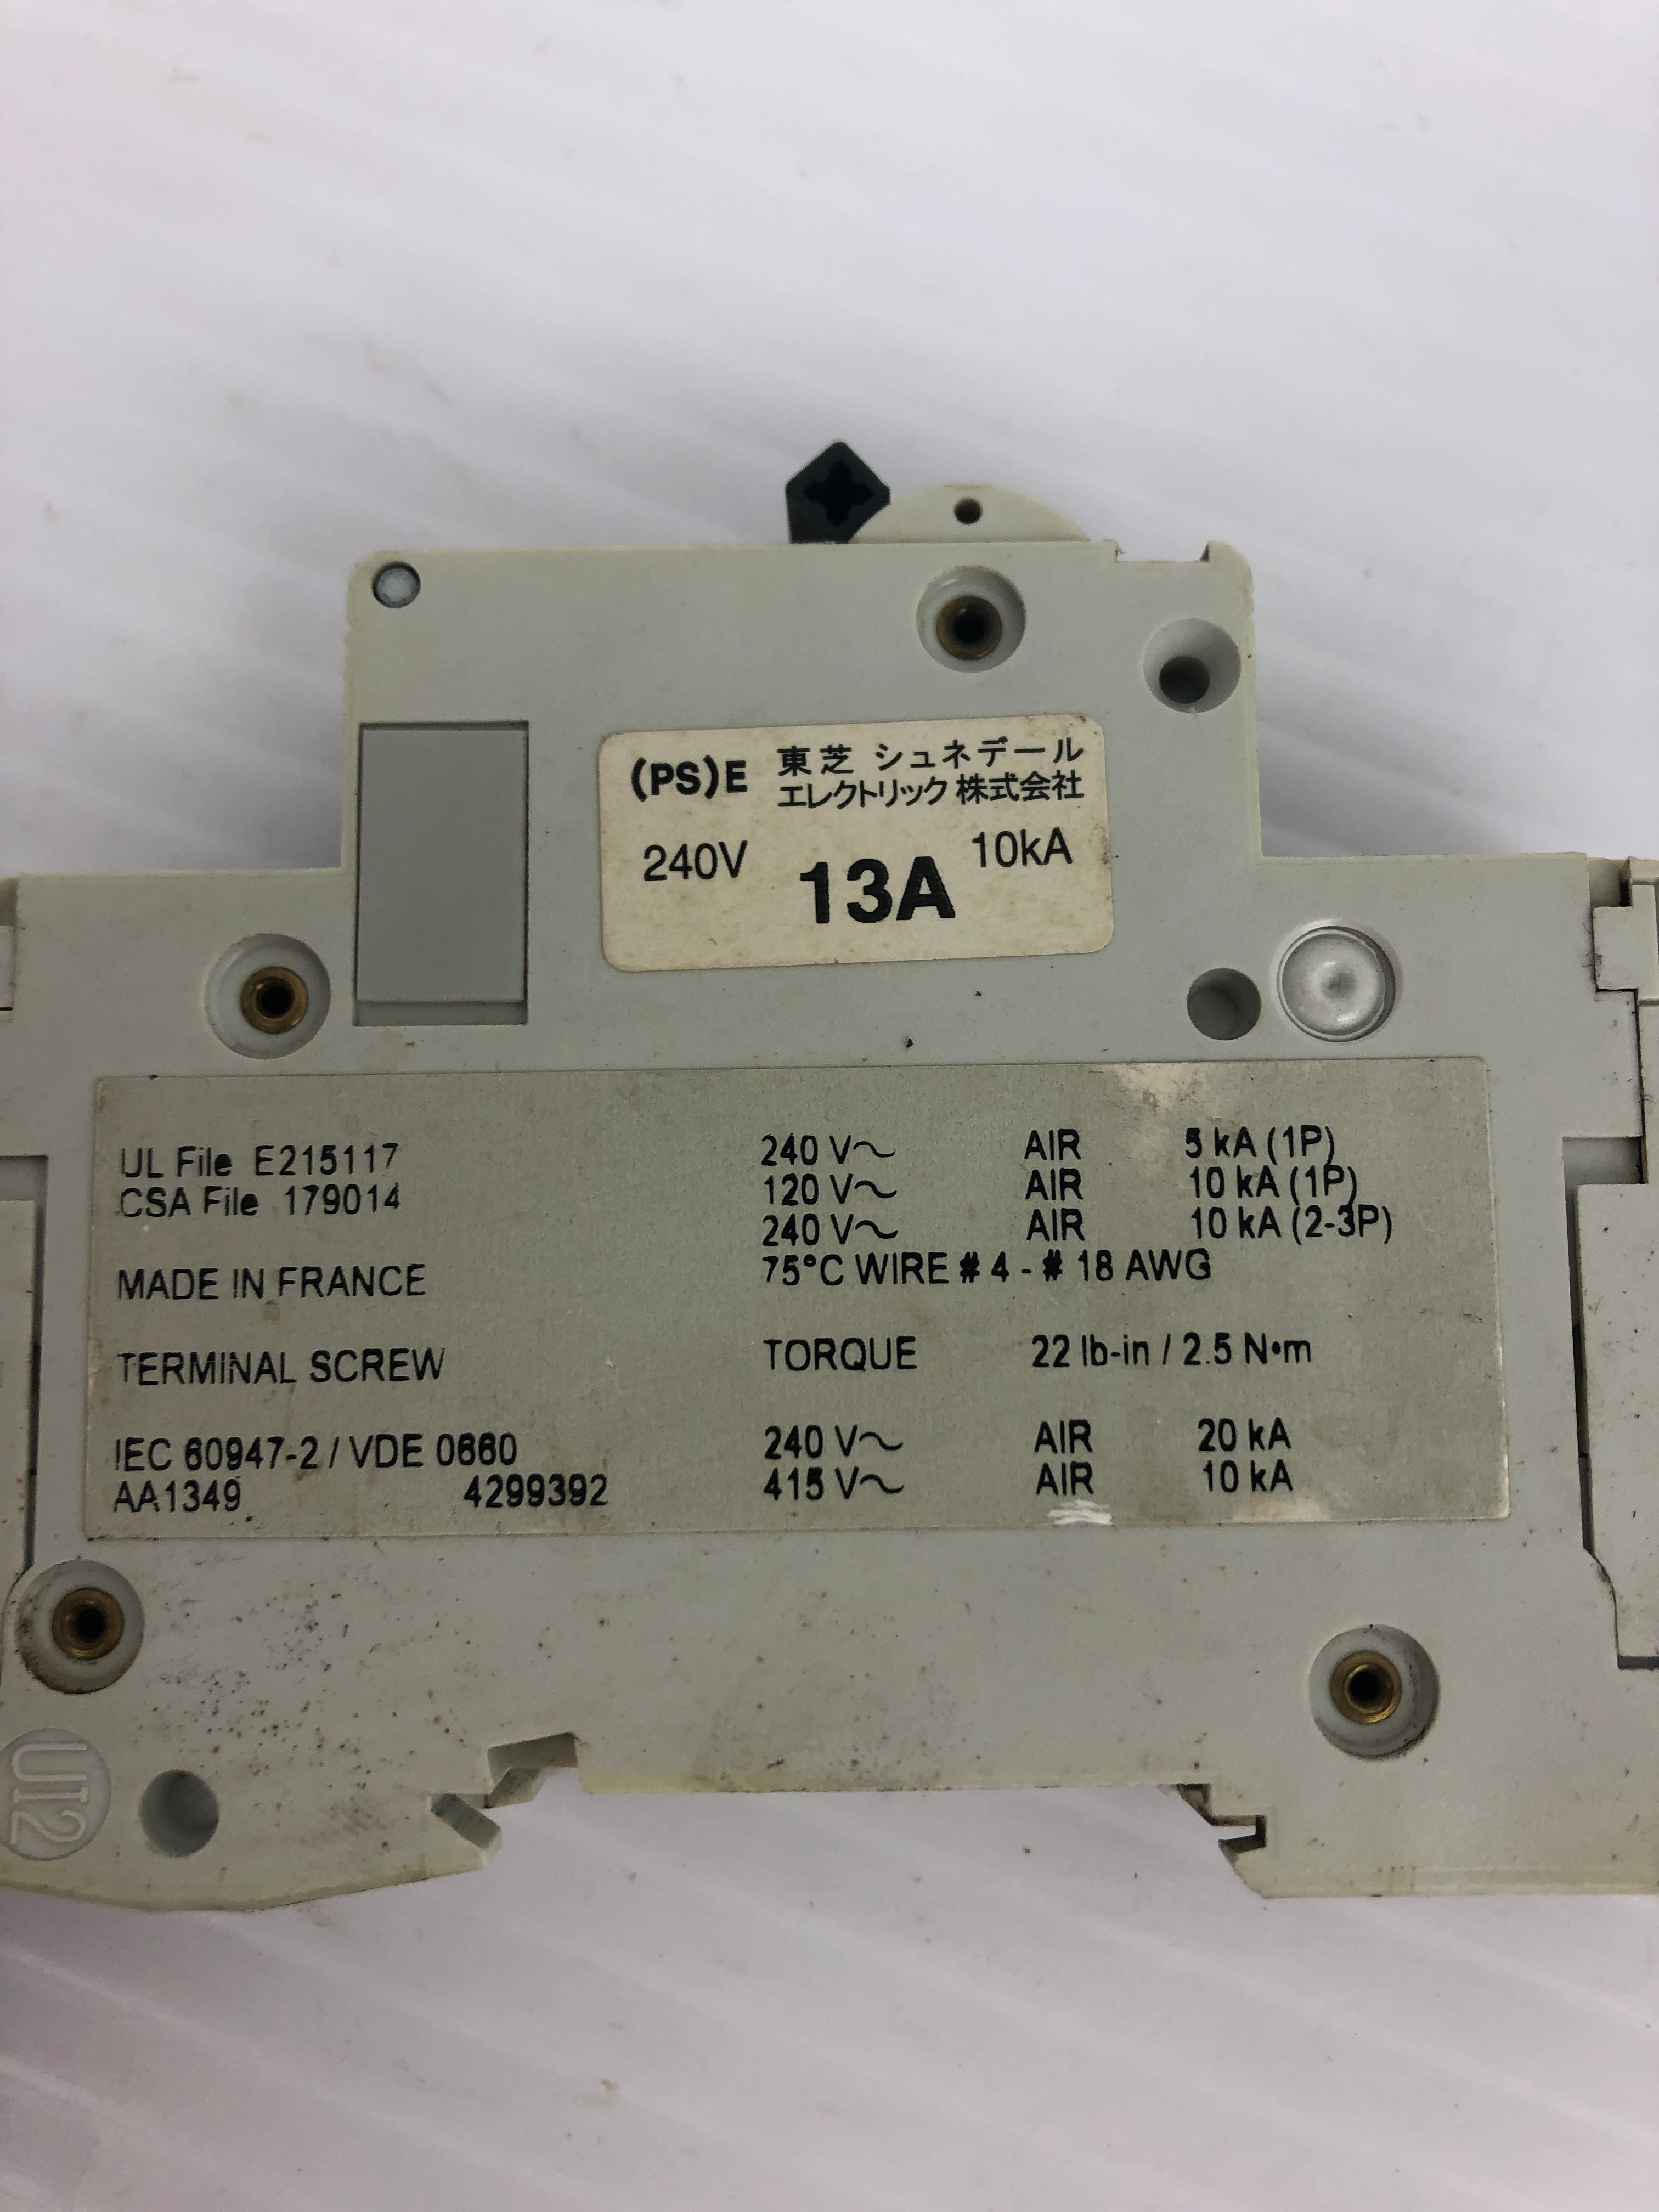 (PS)E 東芝 シュネデール
エレクトリック 株式会社
240V 13A 10kA
UL File E215117
CSA File 179014
MADE IN FRANCE
TERMINAL SCREW
IEC 60947-2 / VDE 0660
AA1349 4299392
240 V～ AIR 5 kA (1P)
120 V～ AIR 10 kA (1P)
240 V～ AIR 10 kA (2-3P)
75°C WIRE # 4 - # 18 AWG
TORQUE 22 lb-in / 2.5 N•m
240 V～ AIR 20 kA
415 V～ AIR 10 kA
UI2